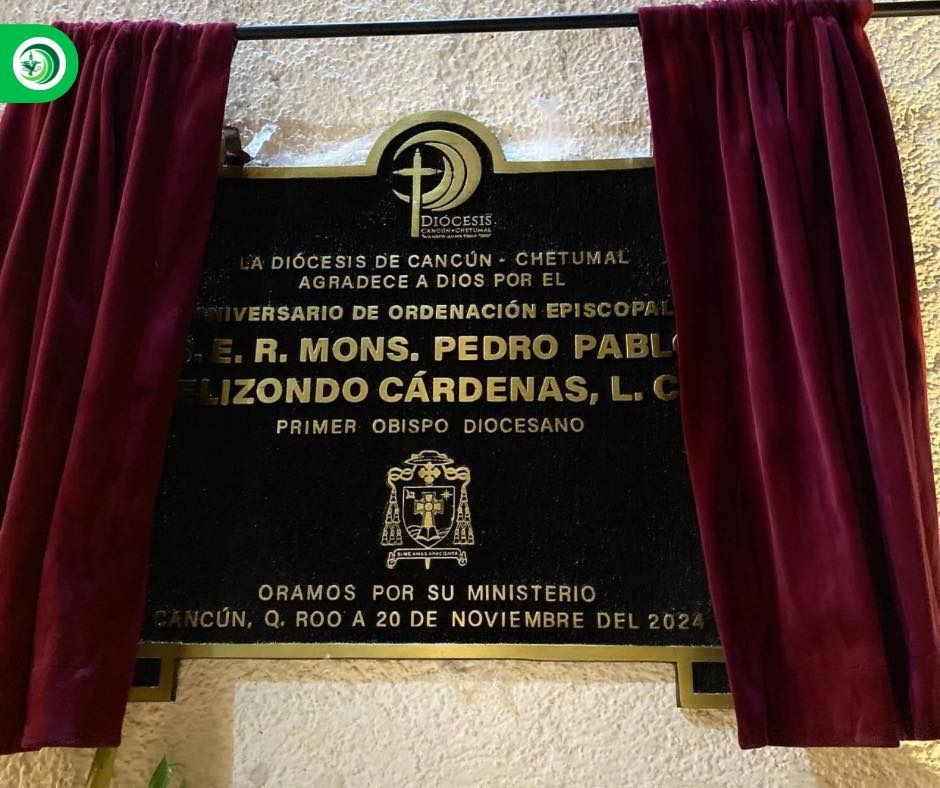 DIÓCESIS
CANCÚN • CHETUMAL
LA DIÓCESIS DE CANCÚN - CHETUMAL
AGRADECE A DIOS POR EL
NIVERSARIO DE ORDENACIÓN EPISCOPAL
E. R. MONS. PEDRO PABLO
ELIZONDO CÁRDENAS, L. C
PRIMER OBISPO DIOCESANO
SI ME AMAS APACIENTA
ORAMOS POR SU MINISTERIO
CANCÚN, Q. ROO A 20 DE NOVIEMBRE DEL 2024